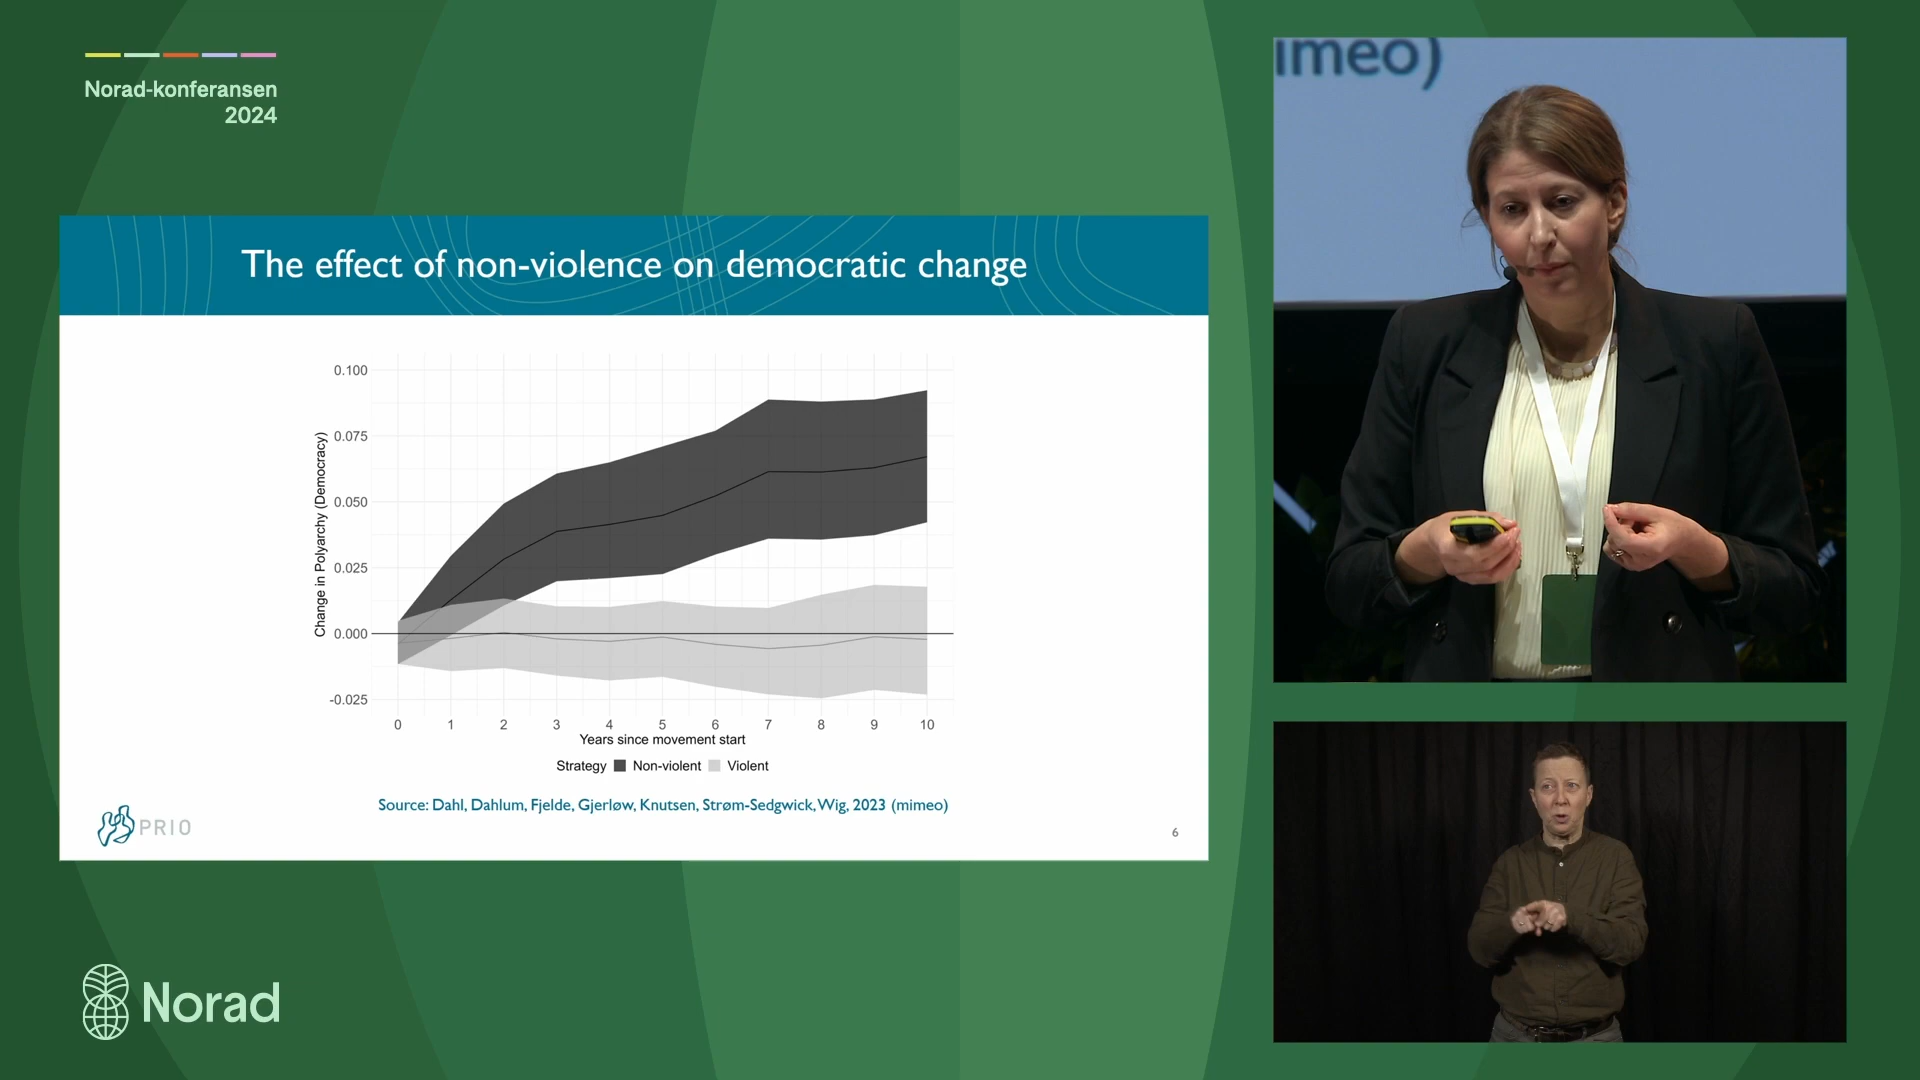 Norad-konferansen
2024
imeo)
The effect of non-violence on democratic change
Change in Polyarchy (Democracy)
0.100
0.075
0.050
0.025
0.000
-0.025
0 1 2 3 4 5 6 7 8 9 10
Years since movement start
Strategy Non-violent Violent
Source: Dahl, Dahlum, Fjelde, Gjerløw, Knutsen, Strøm-Sedgwick, Wig, 2023 (mimeo)
PRIO
6
Norad